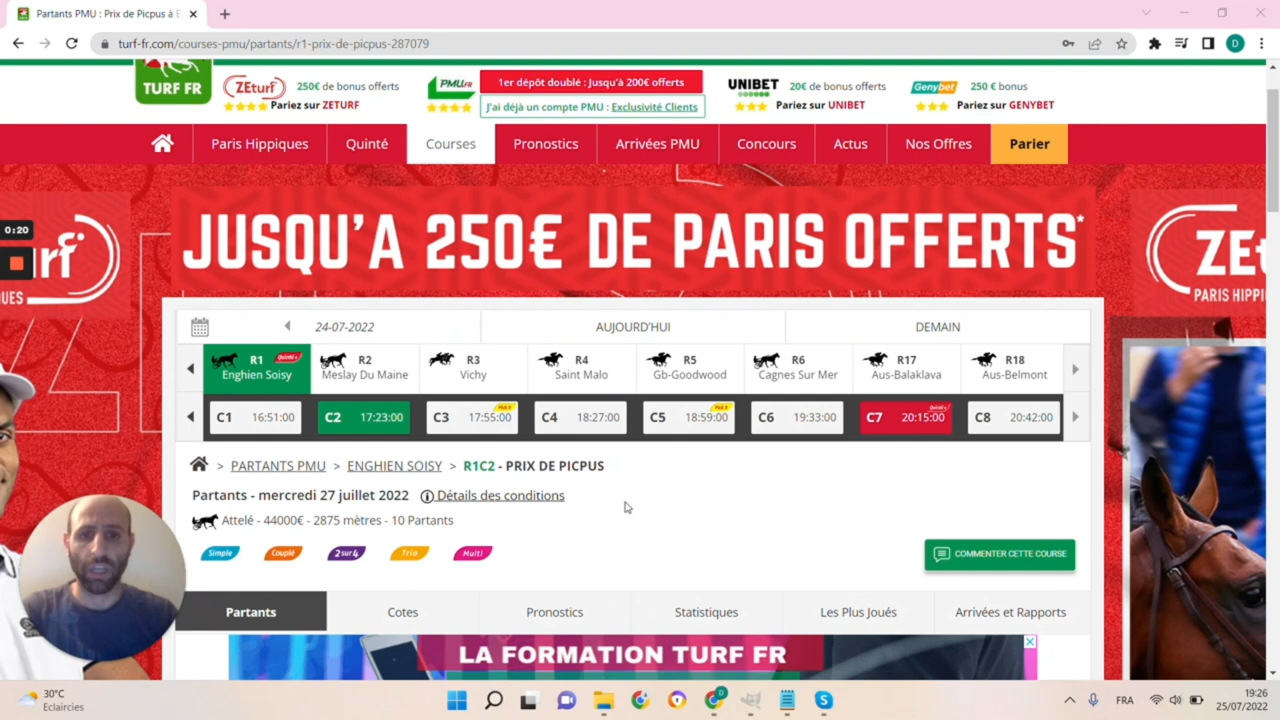 Partants PMU : Prix de Picpus à E
turf-fr.com/courses-pmu/partants/r1-prix-de-picpus-287079
D
TURF FR
ZEturf
250€ de bonus offerts
Pariez sur ZETURF
PMU.FR
1er dépôt doublé : Jusqu'à 200€ offerts
J'ai déjà un compte PMU : Exclusivité Clients
UNIBET
20€ de bonus offerts
Pariez sur UNIBET
Genybet
250 € bonus
Pariez sur GENYBET
Paris Hippiques
Quinté
Courses
Pronostics
Arrivées PMU
Concours
Actus
Nos Offres
Parier
JUSQU'A 250€ DE PARIS OFFERTS*
0:20
ZEt
PARIS HIPPI
24-07-2022
AUJOURD'HUI
DEMAIN
R1 Quinté+
Enghien Soisy
R2
Meslay Du Maine
R3
Vichy
R4
Saint Malo
R5
Gb-Goodwood
R6
Cagnes Sur Mer
R17
Aus-Balaklava
R18
Aus-Belmont
C1 16:51:00
C2 17:23:00
C3 17:55:00
C4 18:27:00
C5 18:59:00
C6 19:33:00
C7 20:15:00
C8 20:42:00
> PARTANTS PMU > ENGHIEN SOISY > R1C2 - PRIX DE PICPUS
Partants - mercredi 27 juillet 2022 Détails des conditions
Attelé - 44000€ - 2875 mètres - 10 Partants
Simple
Couplé
2sur4
Trio
Multi
COMMENTER CETTE COURSE
Partants
Cotes
Pronostics
Statistiques
Les Plus Joués
Arrivées et Rapports
LA FORMATION TURF FR
30°C
Eclaircies
FRA
19:26
25/07/2022